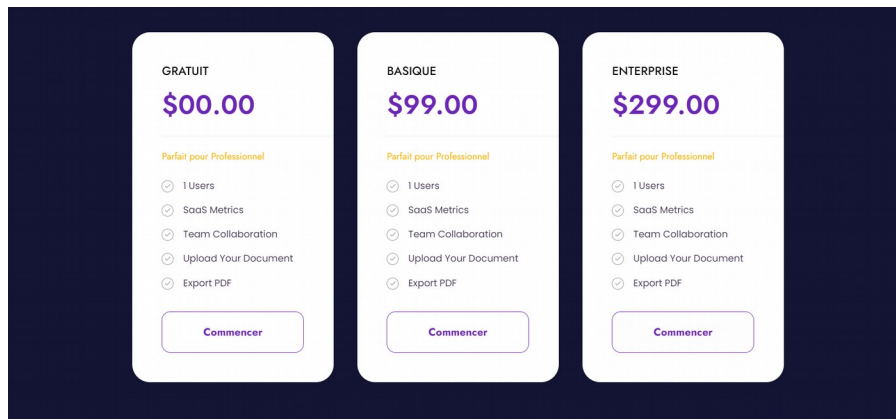 GRATUIT
$00.00
Parfait pour Professionnel
1 Users
SaaS Metrics
Team Collaboration
Upload Your Document
Export PDF
Commencer
BASIQUE
$99.00
Parfait pour Professionnel
1 Users
SaaS Metrics
Team Collaboration
Upload Your Document
Export PDF
Commencer
ENTERPRISE
$299.00
Parfait pour Professionnel
1 Users
SaaS Metrics
Team Collaboration
Upload Your Document
Export PDF
Commencer